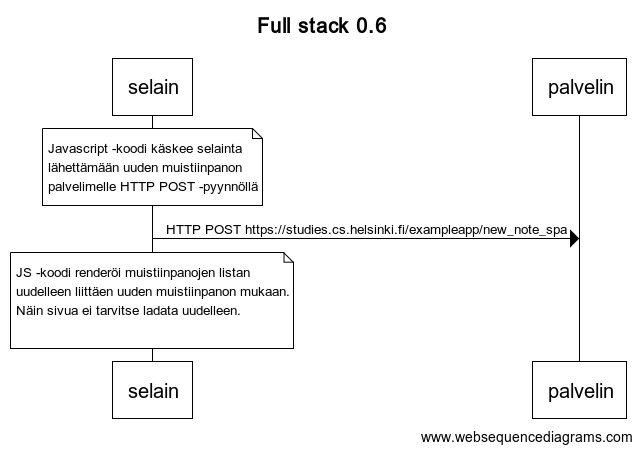 Full stack 0.6
selain
palvelin
Javascript -koodi käskee selainta
lähettämään uuden muistiinpanon
palvelimelle HTTP POST -pyynnöllä
HTTP POST https://studies.cs.helsinki.fi/exampleapp/new_note_spa
JS -koodi renderöi muistiinpanojen listan
uudelleen liittäen uuden muistiinpanon mukaan.
Näin sivua ei tarvitse ladata uudelleen.
selain
palvelin
www.websequencediagrams.com